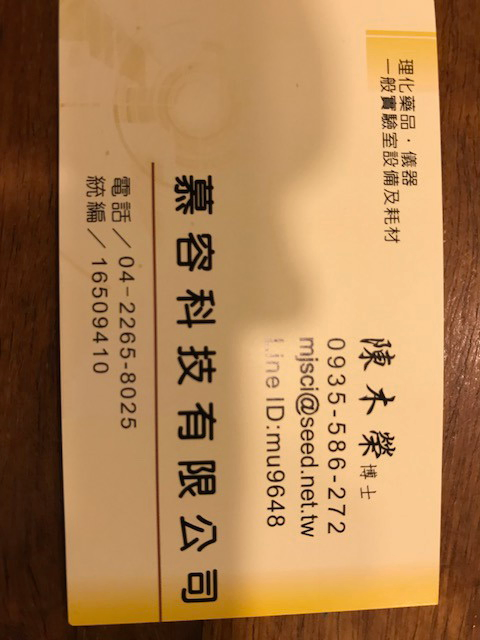 理化藥品・儀器
一般實驗室設備及耗材
陳木榮 博士
0935-586-272
mjsci@seed.net.tw
Line ID:mu9648
慕容科技有限公司
電話／04-2265-8025
統編／16509410